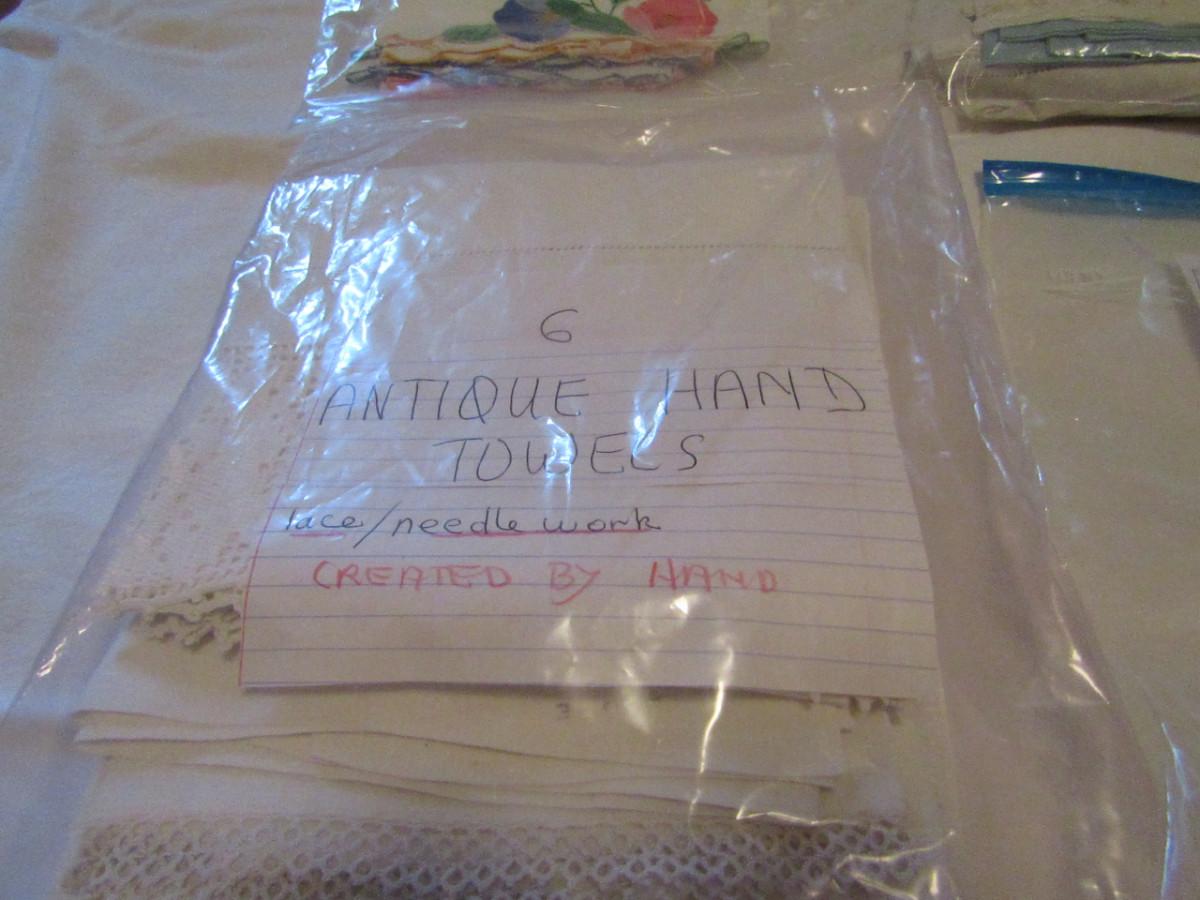 6
ANTIQUE HAND
TOWELS
lace/needle work
CREATED BY HAND